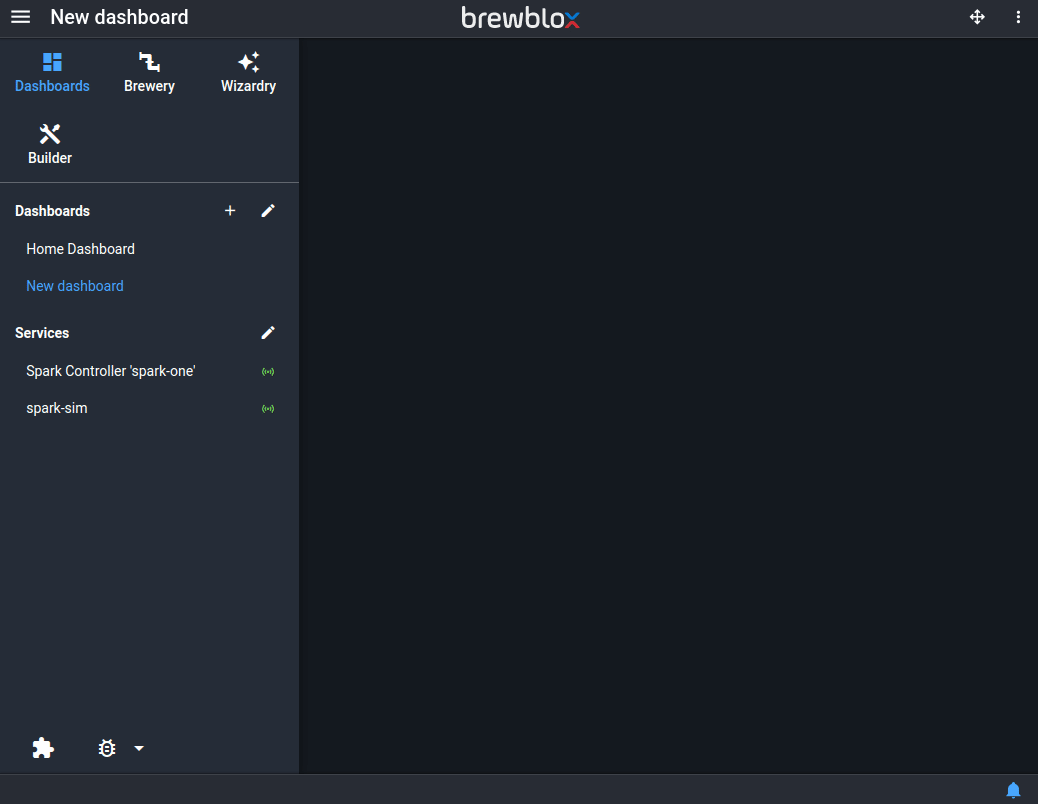 New dashboard
brewblox
Dashboards
Brewery
Wizardry
Builder
Dashboards
Home Dashboard
New dashboard
Services
Spark Controller 'spark-one'
spark-sim